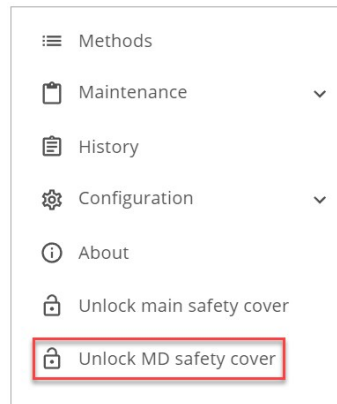 Methods
Maintenance
History
Configuration
About
Unlock main safety cover
Unlock MD safety cover